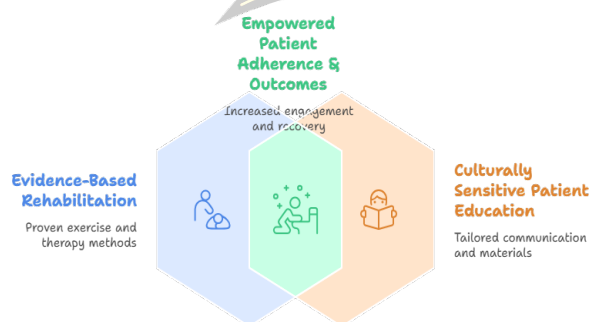 Empowered
Patient
Adherence &
Outcomes
Increased engagement
and recovery
Evidence-Based
Rehabilitation
Proven exercise and
therapy methods
Culturally
Sensitive Patient
Education
Tailored communication
and materials